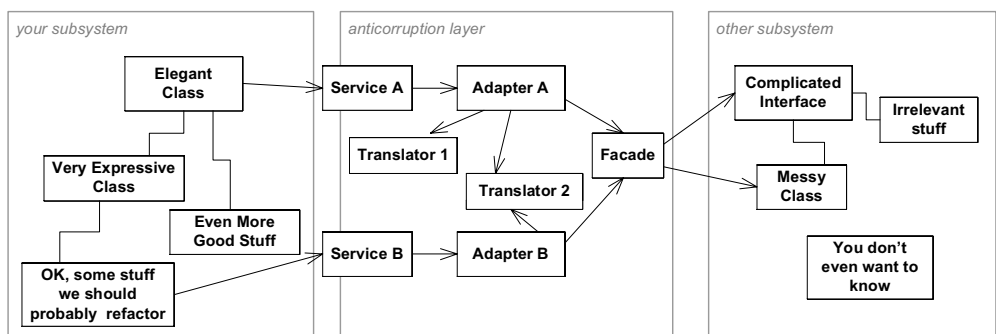 your subsystem
anticorruption layer
other subsystem
Elegant
Class
Service A
Adapter A
Complicated
Interface
Irrelevant
stuff
Very Expressive
Class
Translator 1
Facade
Translator 2
Messy
Class
Even More
Good Stuff
Service B
Adapter B
OK, some stuff
we should
probably refactor
You don't
even want to
know